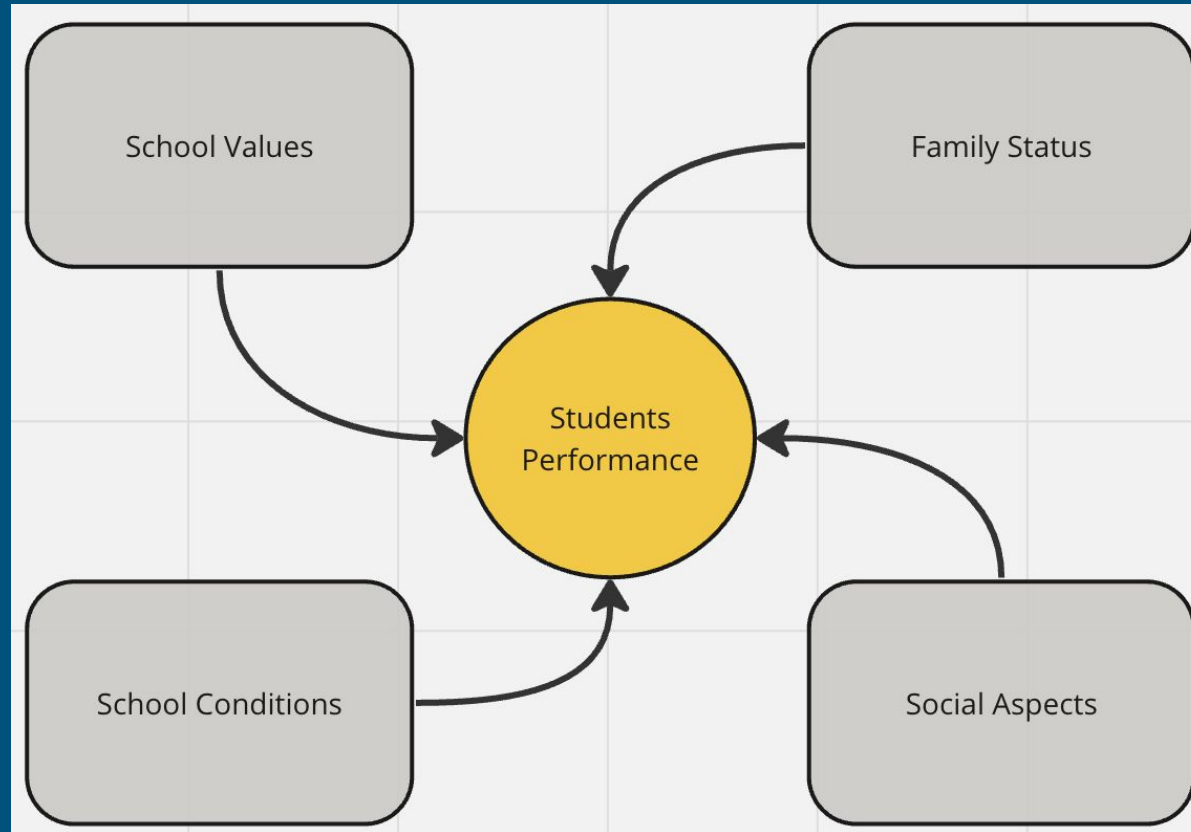 School Values
Family Status
Students
Performance
School Conditions
Social Aspects